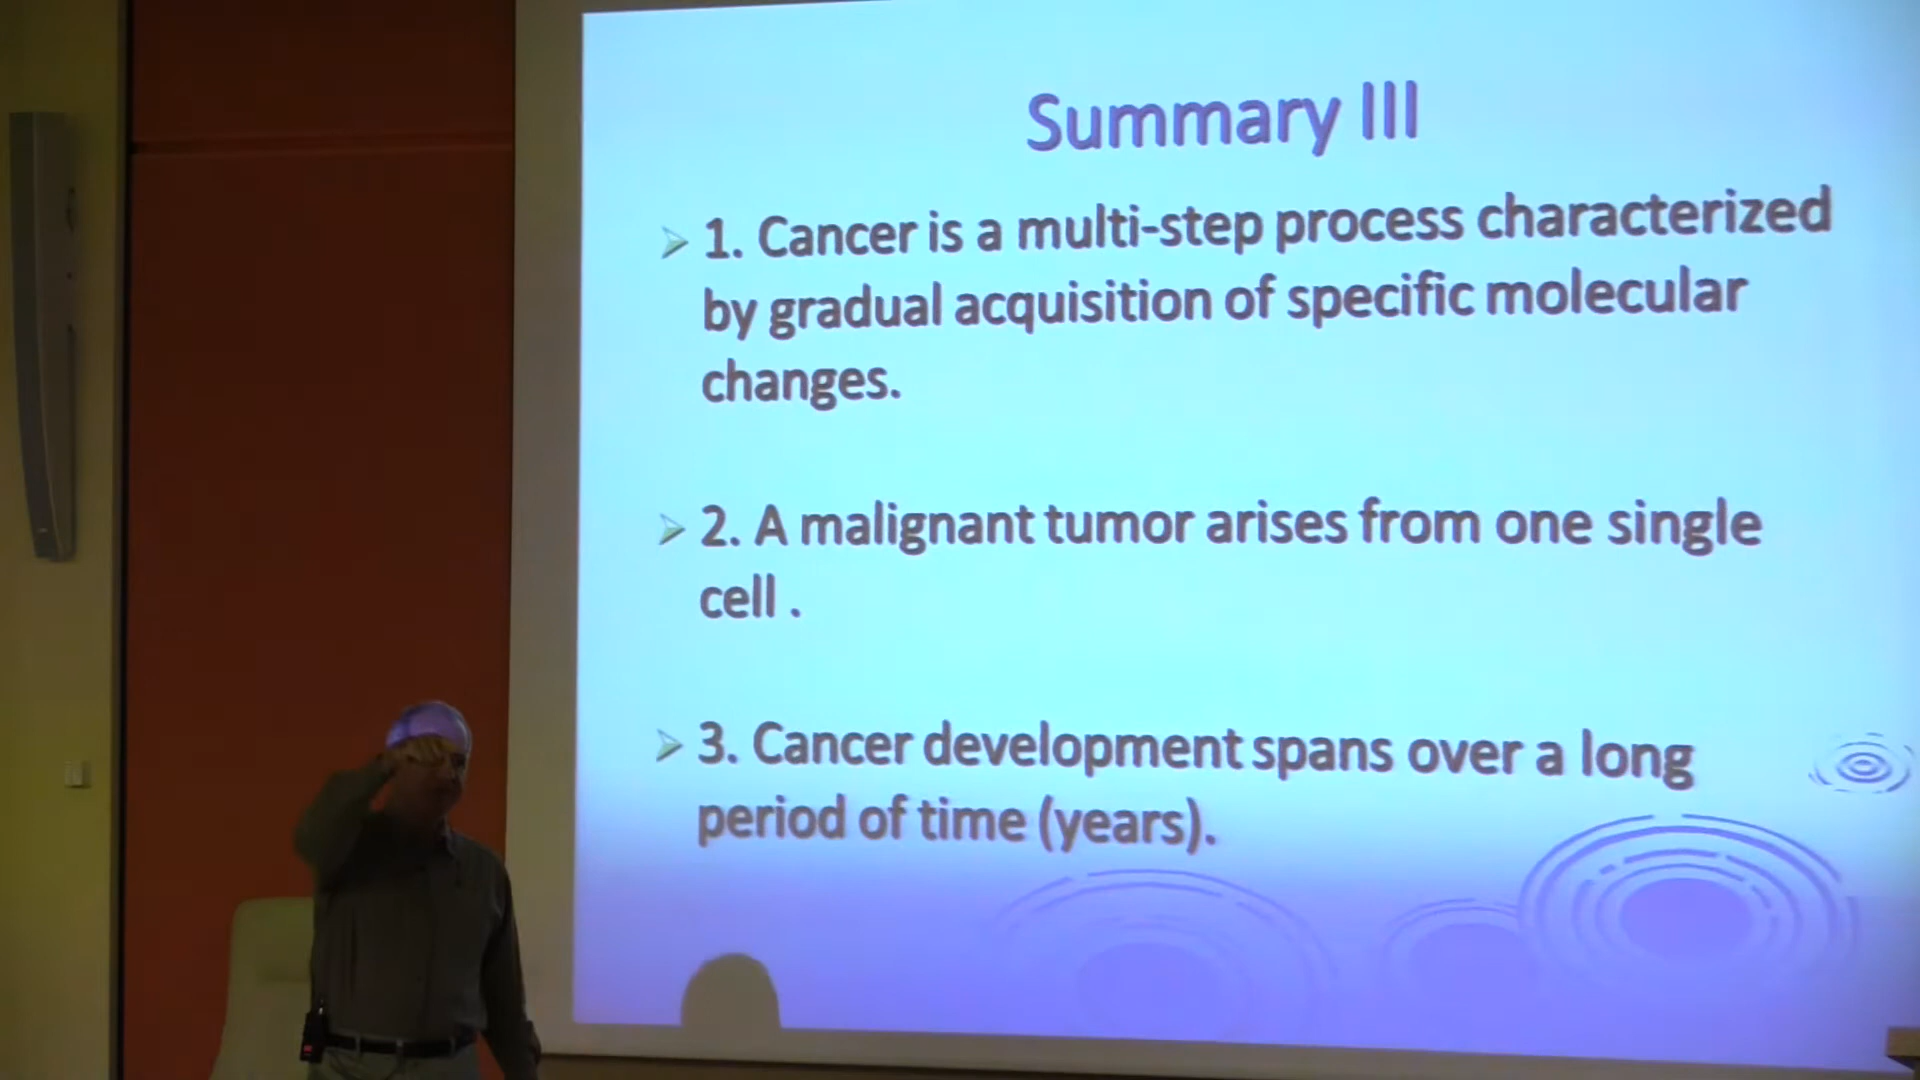 Summary III
1. Cancer is a multi-step process characterized
by gradual acquisition of specific molecular
changes.
2. A malignant tumor arises from one single
cell .
3. Cancer development spans over a long
period of time (years).